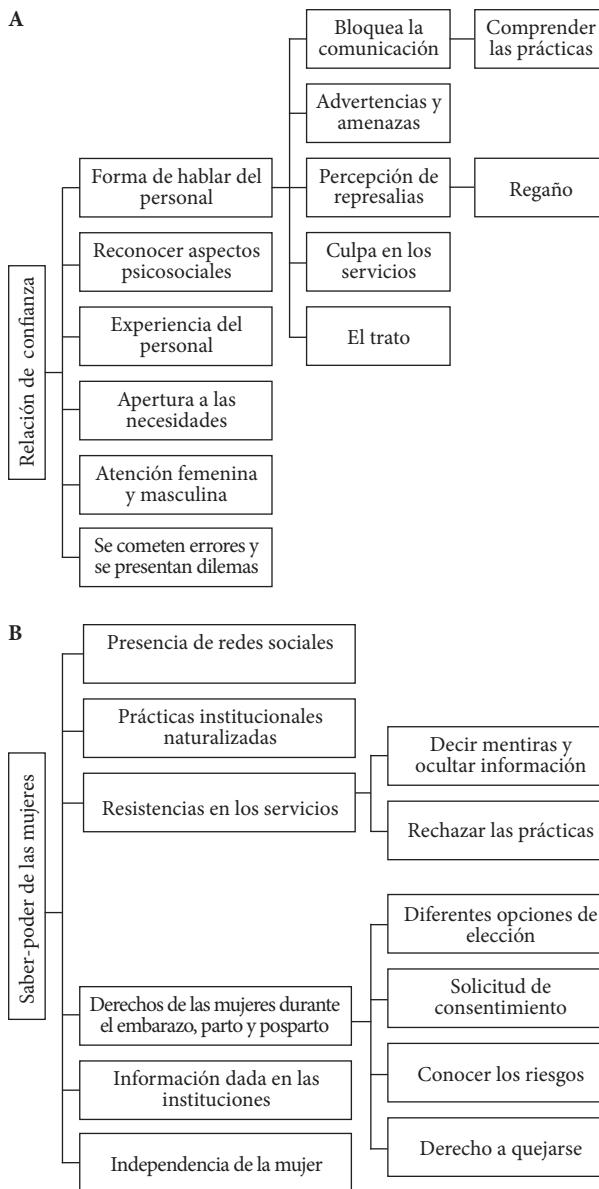 A
Relación de confianza
Forma de hablar del
personal
Reconocer aspectos
psicosociales
Experiencia del
personal
Apertura a las
necesidades
Atención femenina
y masculina
Se cometen errores y
se presentan dilemas
Bloquea la
comunicación
Advertencias y
amenazas
Percepción de
represalias
Culpa en los
servicios
El trato
Comprender
las prácticas
Regaño
B
Saber-poder de las mujeres
Presencia de redes sociales
Prácticas institucionales
naturalizadas
Resistencias en los servicios
Derechos de las mujeres durante
el embarazo, parto y posparto
Información dada en las
instituciones
Independencia de la mujer
Decir mentiras y
ocultar información
Rechazar las prácticas
Diferentes opciones de
elección
Solicitud de
consentimiento
Conocer los riesgos
Derecho a quejarse